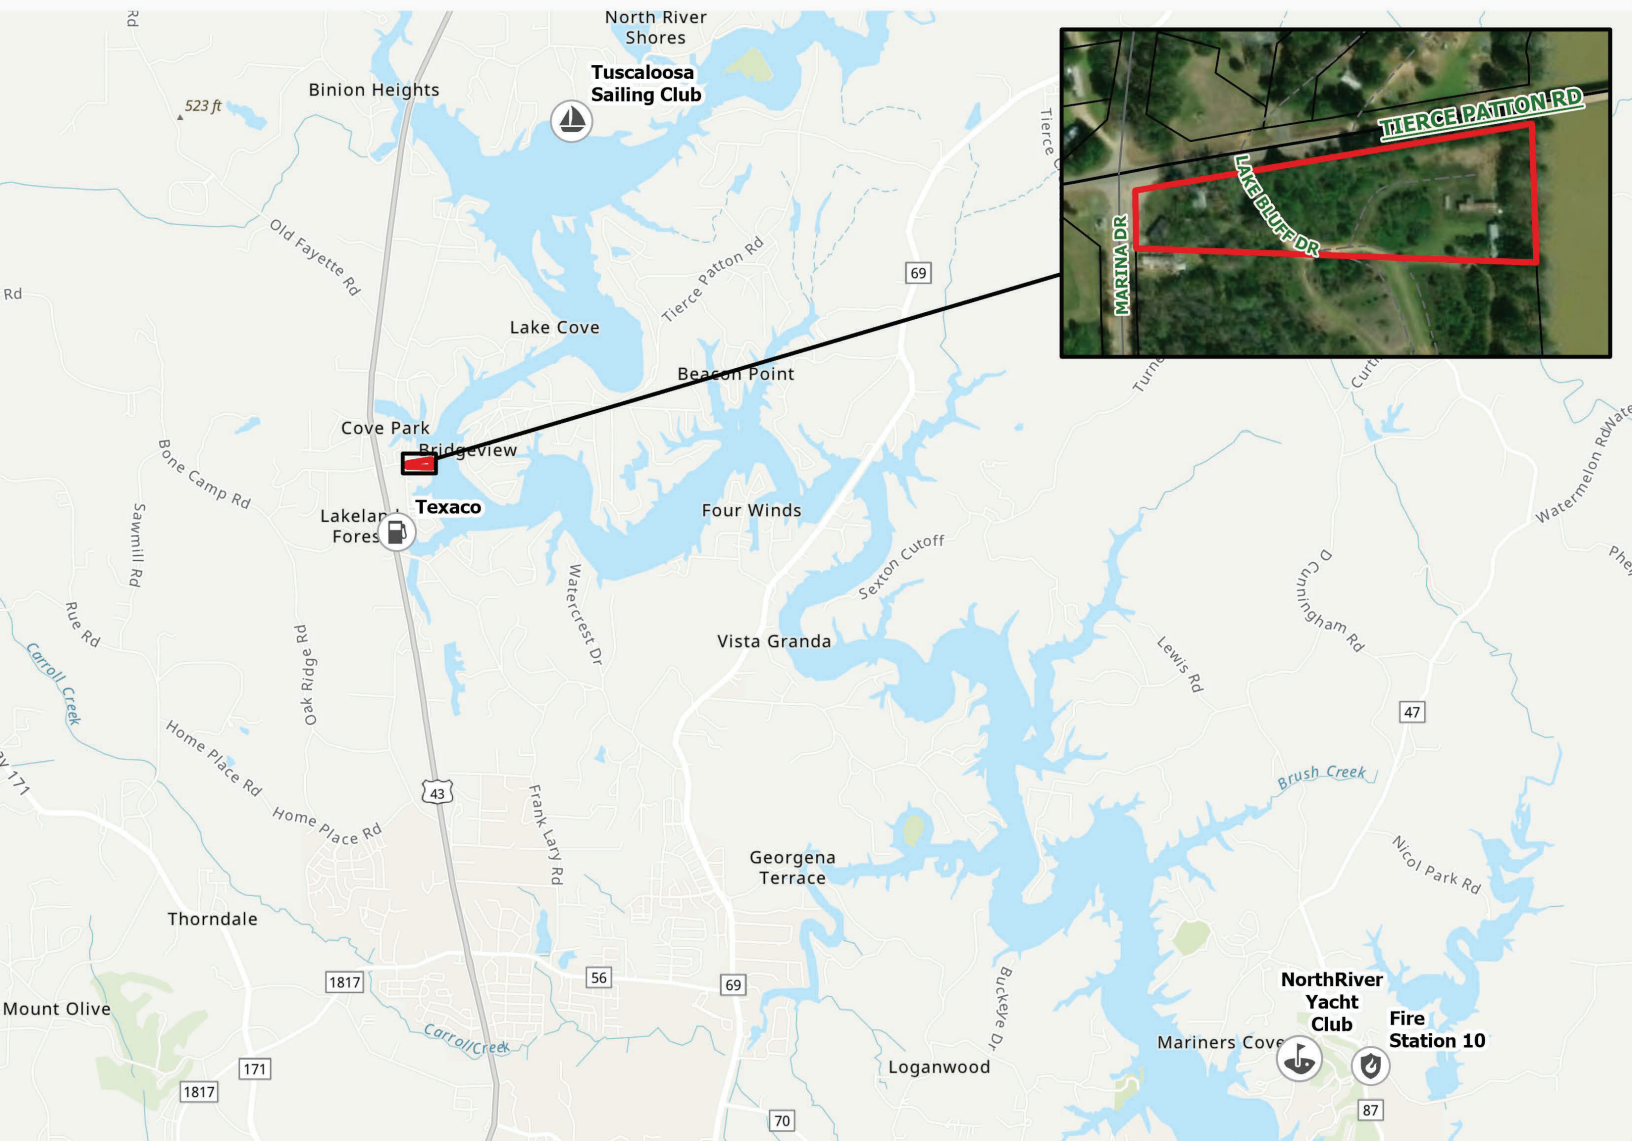 Rd
North River
Shores
Tuscaloosa
Sailing Club
Binion Heights
523 ft
Tierce
TIERCE PATTON RD
LAKE BLUFF DR
MARINA DR
Old Fayette Rd
Tierce Patton Rd
69
Rd
Lake Cove
Beacon Point
Cove Park
Bridgeview
Bone Camp Rd
Watermelon Rd
Texaco
Four Winds
Sawmill Rd
Sexton Cutoff
Watercrest Dr
D Cunningham Rd
Rue Rd
Oak Ridge Rd
Vista Granda
Lewis Rd
Carroll Creek
47
Home Place Rd
171
Brush Creek
43
Home Place Rd
Frank Lary Rd
Georgena
Terrace
Nicol Park Rd
Thorndale
1817
56
69
Buckeye Dr
NorthRiver
Yacht
Club
Mount Olive
Fire
Station 10
Carroll Creek
Mariners Cove
171
Loganwood
1817
70
87